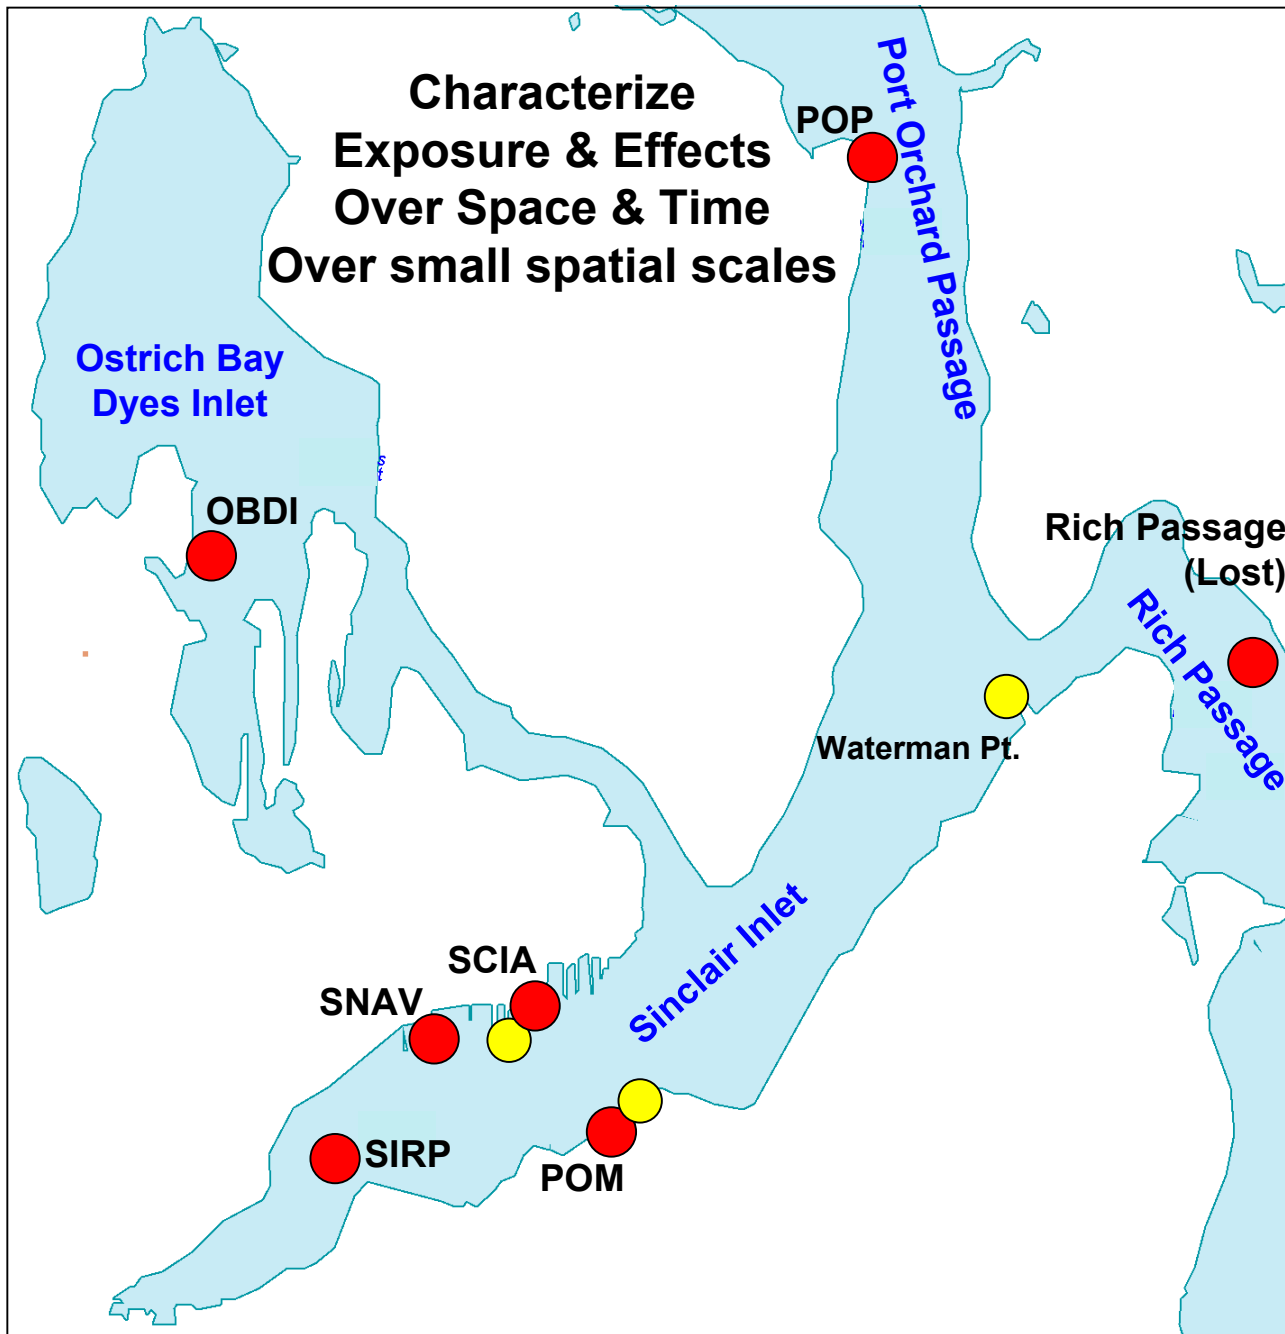 Characterize
Exposure & Effects
Over Space & Time
Over small spatial scales
POP
Port Orchard Passage
Ostrich Bay
Dyes Inlet
OBDI
Rich Passage
(Lost)
Rich Passage
Waterman Pt.
Sinclair Inlet
SCIA
SNAV
SIRP
POM